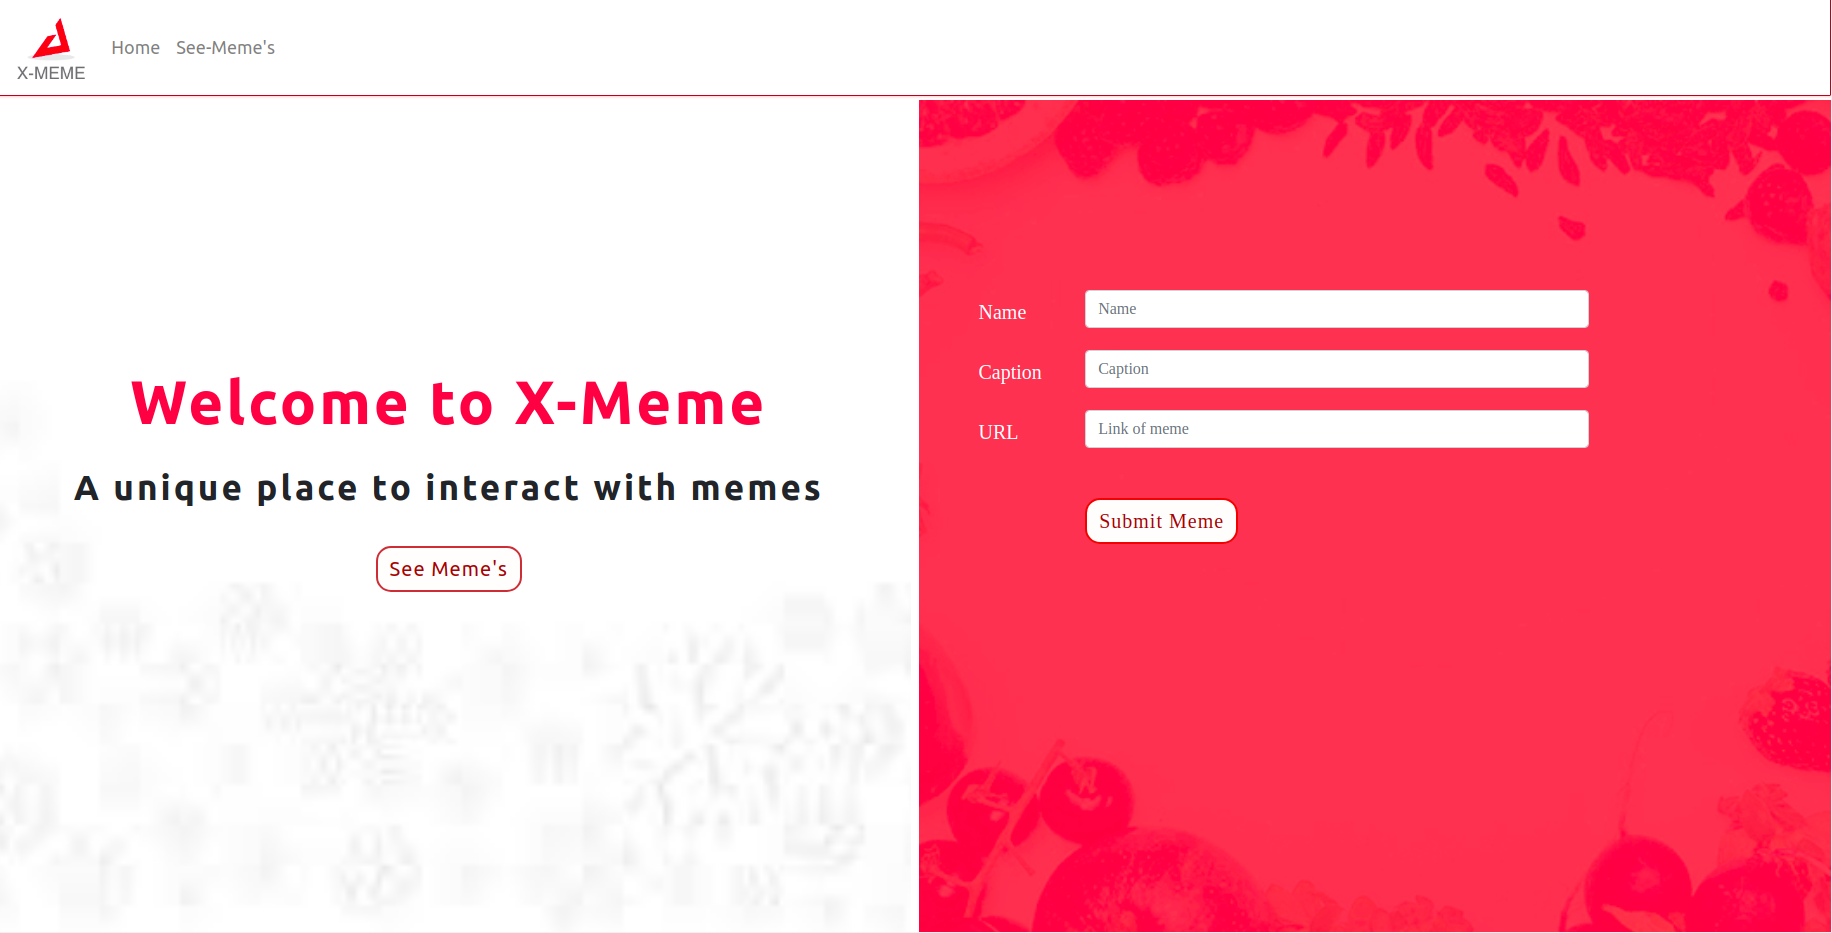 X-MEME
Home See-Meme's
Welcome to X-Meme
A unique place to interact with memes
See Meme's
Name Name
Caption Caption
URL Link of meme
Submit Meme